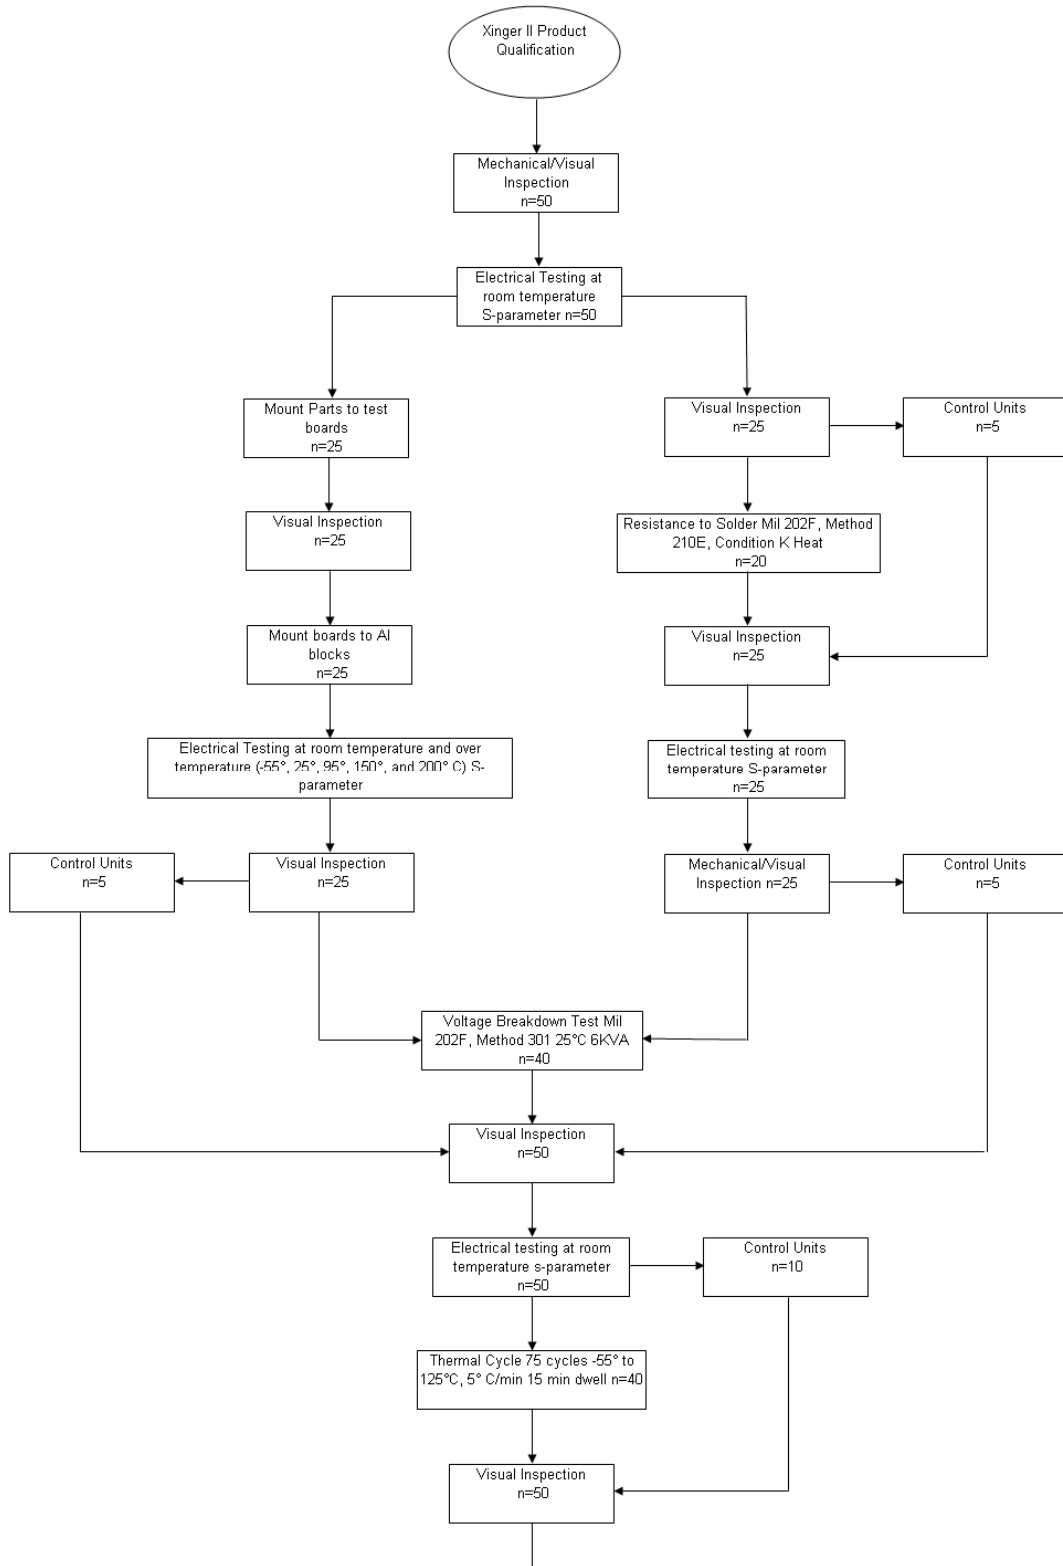 Xinger II Product
Qualification
Mechanical/Visual
Inspection
n=50
Electrical Testing at
room temperature
S-parameter n=50
Mount Parts to test
boards
n=25
Visual Inspection
n=25
Control Units
n=5
Visual Inspection
n=25
Resistance to Solder Mil 202F, Method
210E, Condition K Heat
n=20
Mount boards to Al
blocks
n=25
Visual Inspection
n=25
Electrical Testing at room temperature and over
temperature (-55°, 25°, 95°, 150°, and 200° C) S-
parameter
Electrical testing at room
temperature S-parameter
n=25
Control Units
n=5
Visual Inspection
n=25
Mechanical/Visual
Inspection n=25
Control Units
n=5
Voltage Breakdown Test Mil
202F, Method 301 25°C 6KVA
n=40
Visual Inspection
n=50
Electrical testing at room
temperature s-parameter
n=50
Control Units
n=10
Thermal Cycle 75 cycles -55° to
125°C, 5° C/min 15 min dwell n=40
Visual Inspection
n=50